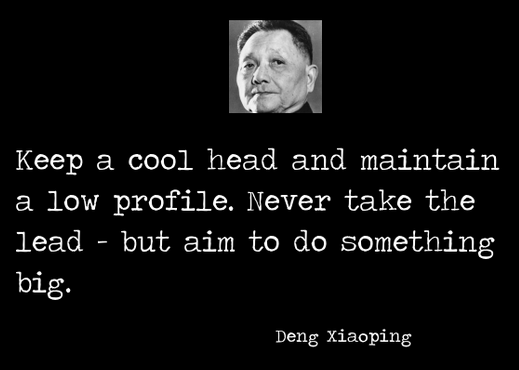 Keep a cool head and maintain
a low profile. Never take the
lead - but aim to do something
big.
Deng Xiaoping